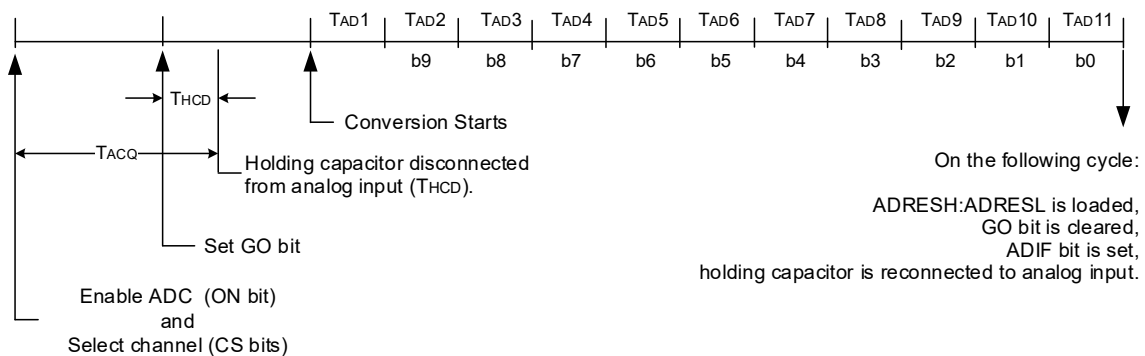 TAD1 TAD2 TAD3 TAD4 TAD5 TAD6 TAD7 TAD8 TAD9 TAD10 TAD11
b9 b8 b7 b6 b5 b4 b3 b2 b1 b0
THCD
Conversion Starts
TACQ
Holding capacitor disconnected
from analog input (THCD).
Set GO bit
Enable ADC (ON bit)
and
Select channel (CS bits)
On the following cycle:
ADRESH:ADRESL is loaded,
GO bit is cleared,
ADIF bit is set,
holding capacitor is reconnected to analog input.